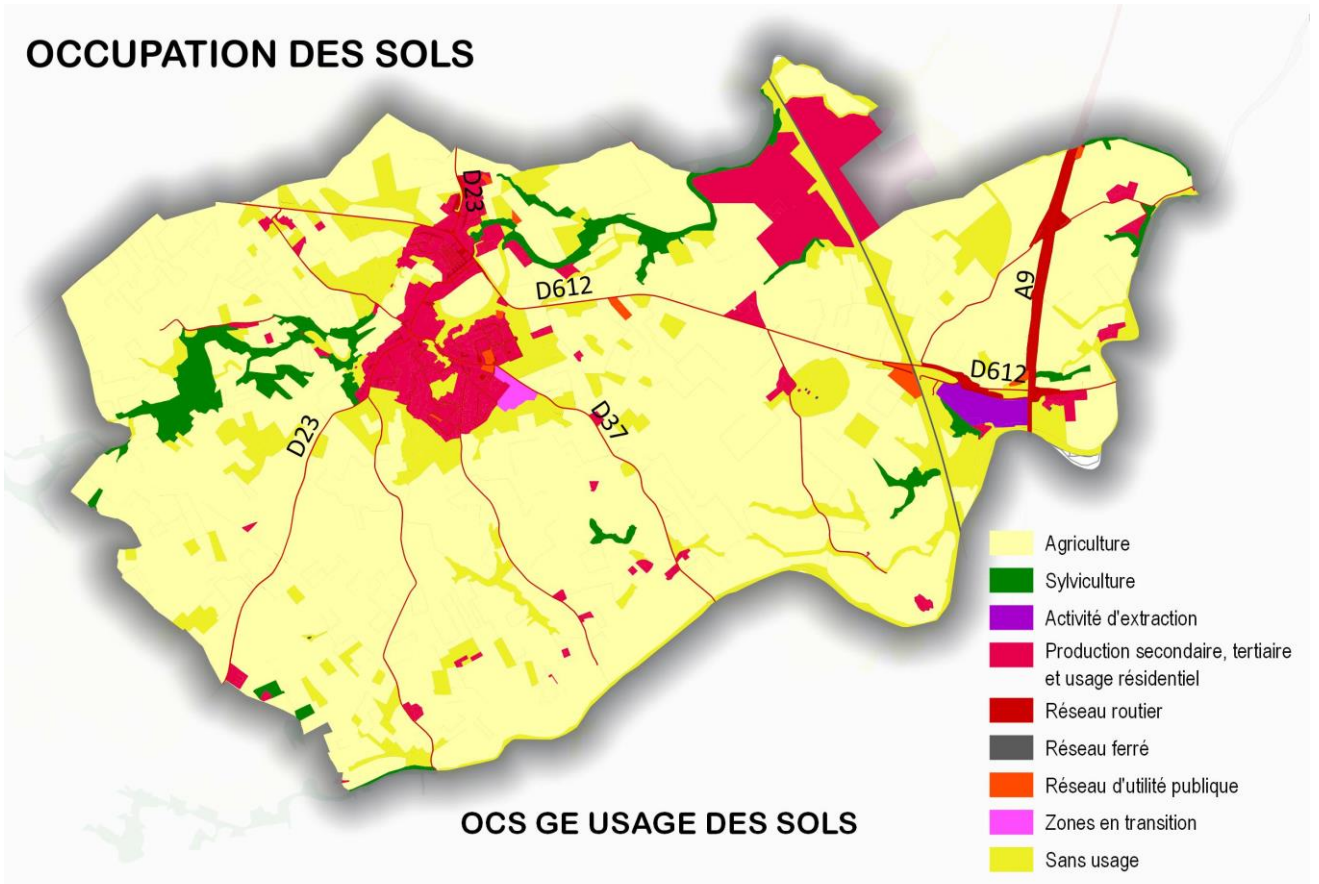 OCCUPATION DES SOLS
D23
D612
A9
D612
D23
D37
Agriculture
Sylviculture
Activité d'extraction
Production secondaire, tertiaire
et usage résidentiel
Réseau routier
Réseau ferré
Réseau d'utilité publique
Zones en transition
Sans usage
OCS GE USAGE DES SOLS